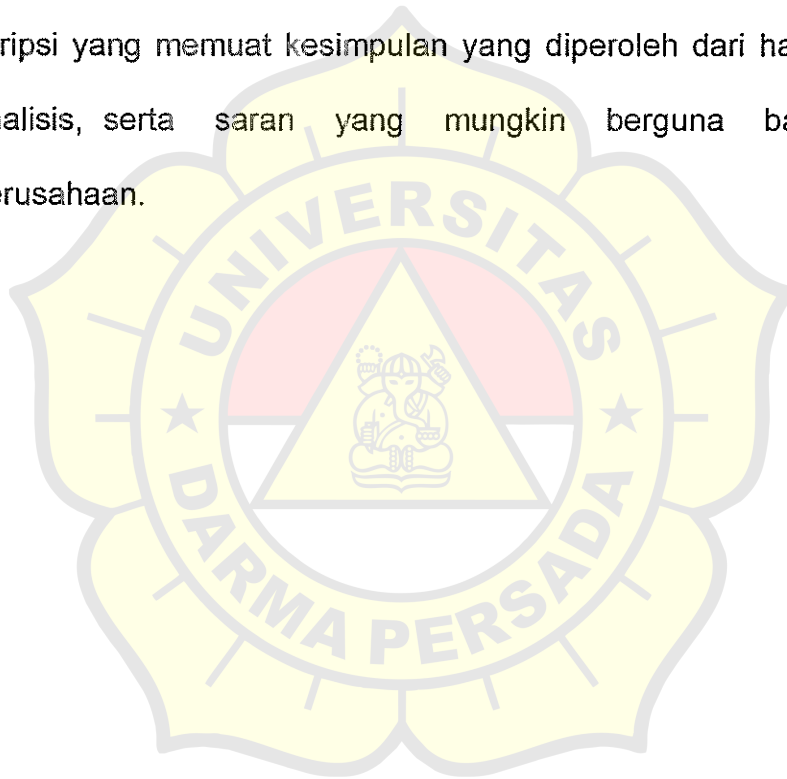 ripsi yang memuat kesimpulan yang diperoleh dari ha
alisis, serta saran yang mungkin berguna ba
erusahaan.
UNIVERSITAS
DARMA PERSADA